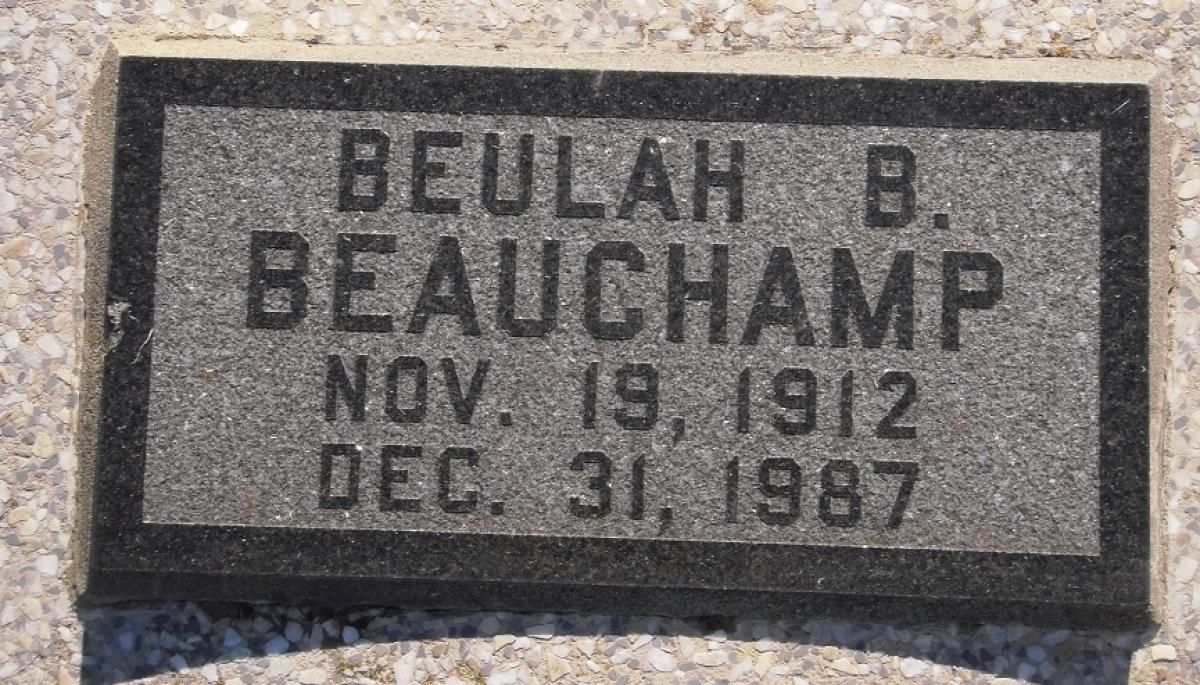 BEULAH B.
BEAUCHAMP
NOV. 19, 1912
DEC. 31, 1987